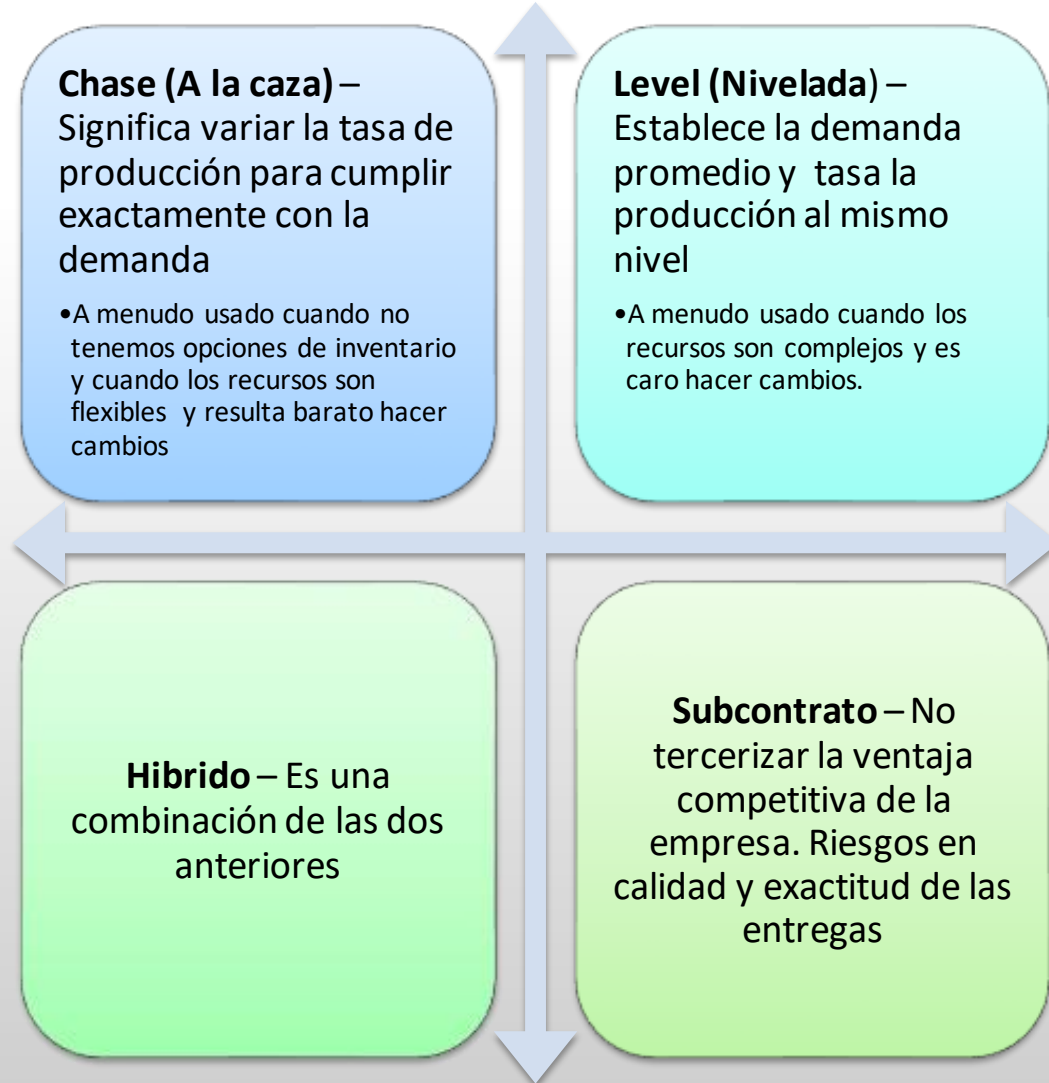 Chase (A la caza) –
Significa variar la tasa de
producción para cumplir
exactamente con la
demanda
•A menudo usado cuando no
tenemos opciones de inventario
y cuando los recursos son
flexibles y resulta barato hacer
cambios
Level (Nivelada) –
Establece la demanda
promedio y tasa la
producción al mismo
nivel
•A menudo usado cuando los
recursos son complejos y es
caro hacer cambios.
Hibrido – Es una
combinación de las dos
anteriores
Subcontrato – No
tercerizar la ventaja
competitiva de la
empresa. Riesgos en
calidad y exactitud de las
entregas